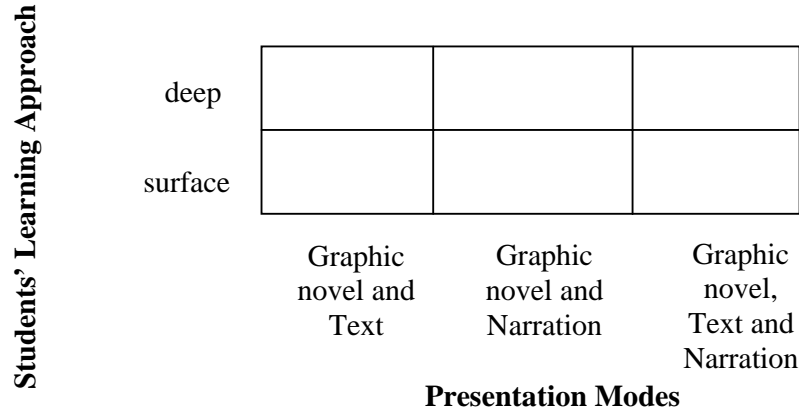 Students' Learning Approach
deep
surface
Graphic
novel and
Text
Graphic
novel and
Narration
Graphic
novel,
Text and
Narration
Presentation Modes